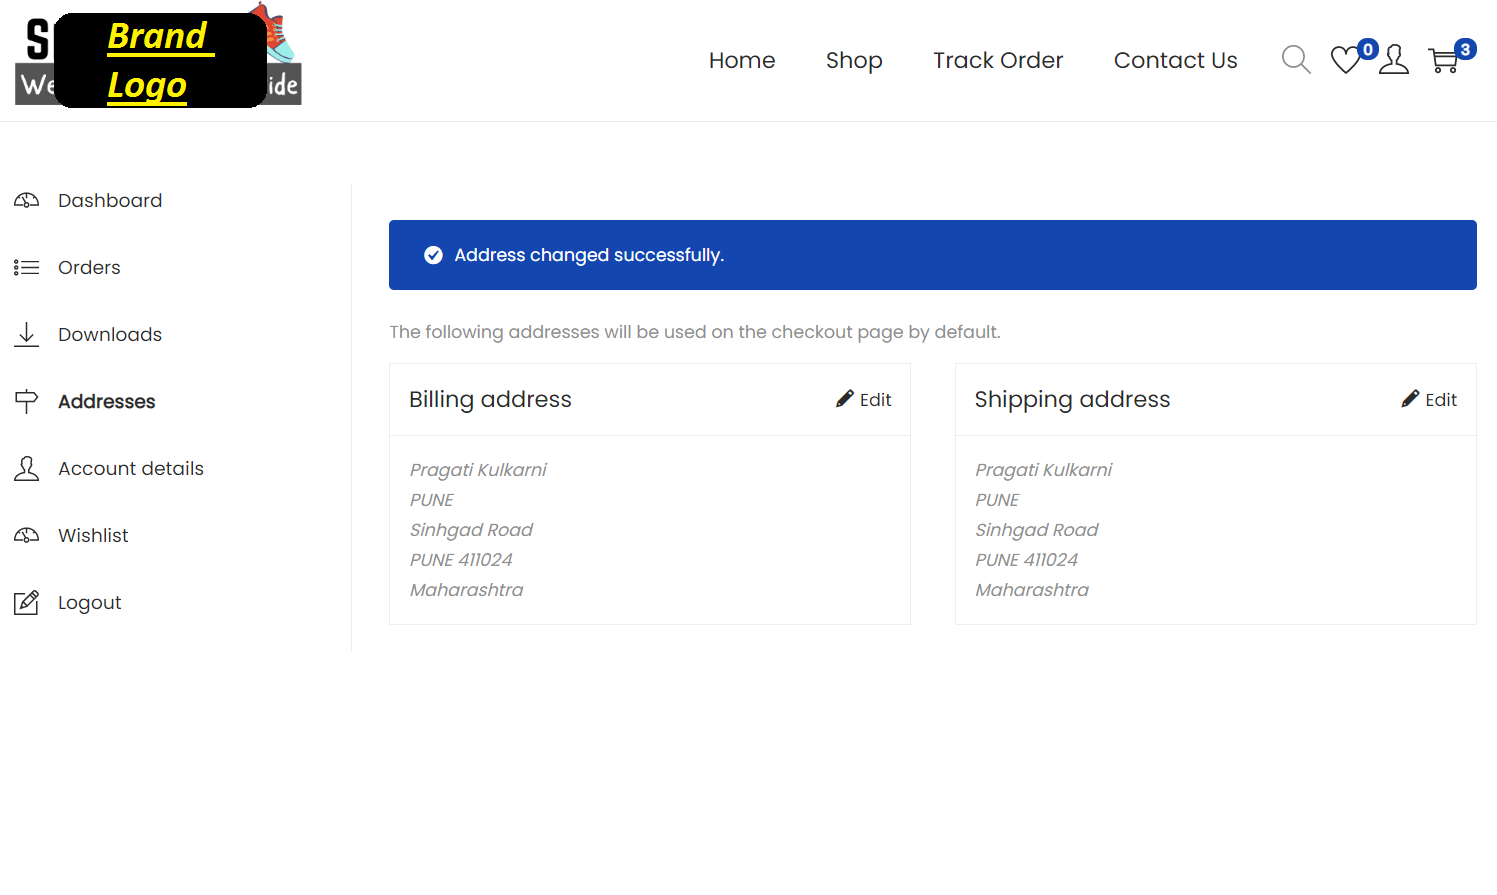 Brand
Logo
ide
Home
Shop
Track Order
Contact Us
0
3
Dashboard
Orders
Downloads
Addresses
Account details
Wishlist
Logout
Address changed successfully.
The following addresses will be used on the checkout page by default.
Billing address
Edit
Pragati Kulkarni
PUNE
Sinhgad Road
PUNE 411024
Maharashtra
Shipping address
Edit
Pragati Kulkarni
PUNE
Sinhgad Road
PUNE 411024
Maharashtra